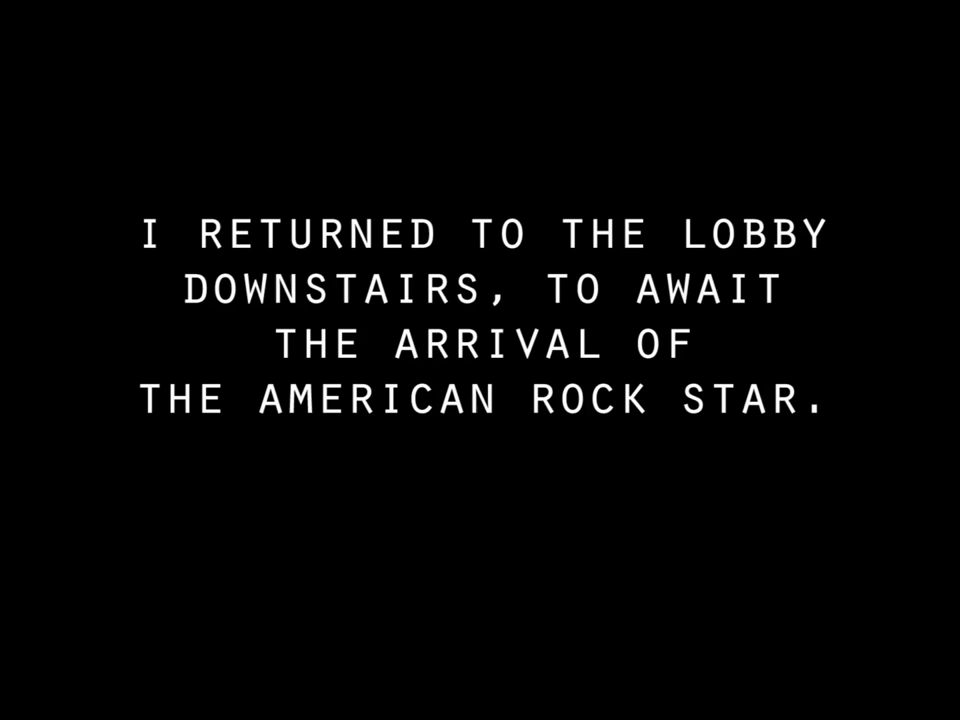 I RETURNED TO THE LOBBY
DOWNSTAIRS, TO AWAIT
THE ARRIVAL OF
THE AMERICAN ROCK STAR.